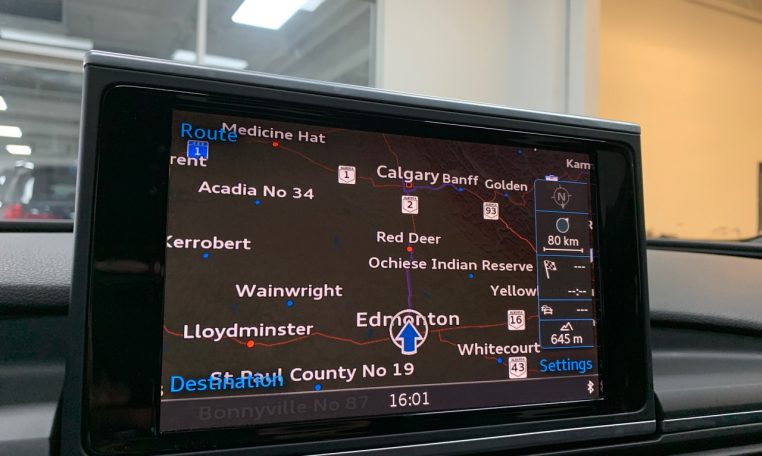 Route
Medicine Hat
1
rent
1
Calgary
Banff
Golden
Kam
Acadia No 34
2
93
N
Red Deer
80 km
Kerrobert
Ochiese Indian Reserve
---
Wainwright
Yellow
--:--
Edmonton
16
---
Lloydminster
645 m
Whitecourt
43
Settings
St Paul County No 19
Destination
16:01
Bonnyville No 87